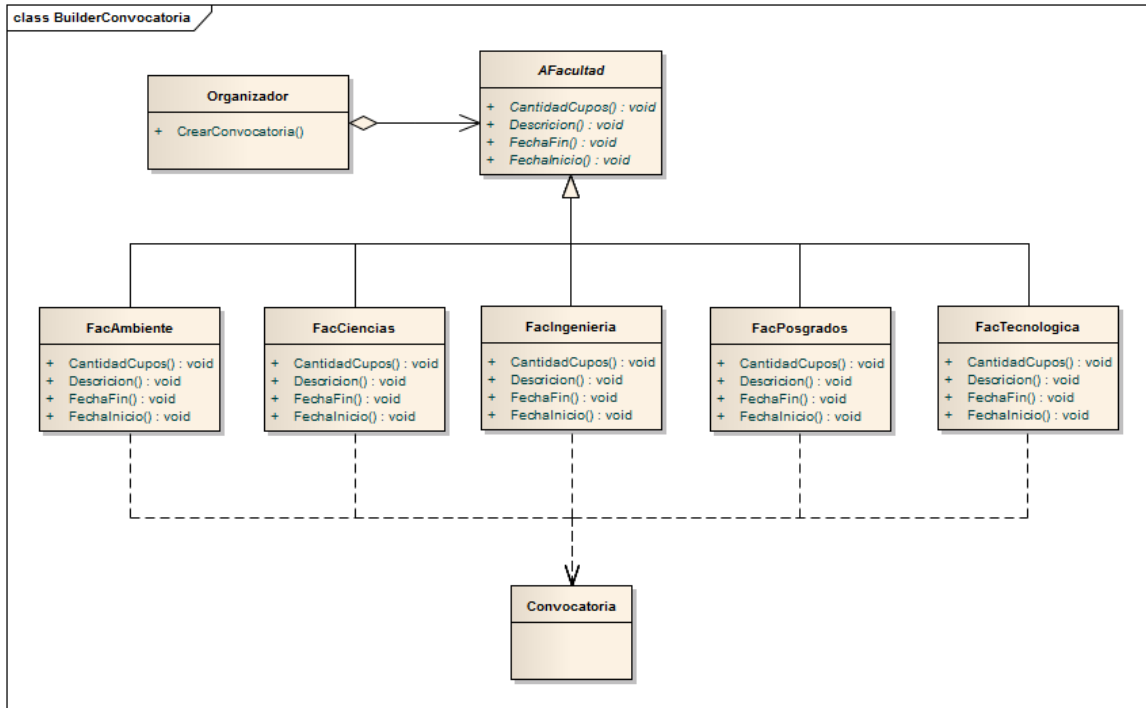 class BuilderConvocatoria
Organizador
+ CrearConvocatoria()
AFacultad
+ CantidadCupos() : void
+ Descricion() : void
+ FechaFin() : void
+ FechaInicio() : void
FacAmbiente
+ CantidadCupos() : void
+ Descricion() : void
+ FechaFin() : void
+ FechaInicio() : void
FacCiencias
+ CantidadCupos() : void
+ Descricion() : void
+ FechaFin() : void
+ FechaInicio() : void
FacIngenieria
+ CantidadCupos() : void
+ Descricion() : void
+ FechaFin() : void
+ FechaInicio() : void
FacPosgrados
+ CantidadCupos() : void
+ Descricion() : void
+ FechaFin() : void
+ FechaInicio() : void
FacTecnologica
+ CantidadCupos() : void
+ Descricion() : void
+ FechaFin() : void
+ FechaInicio() : void
Convocatoria